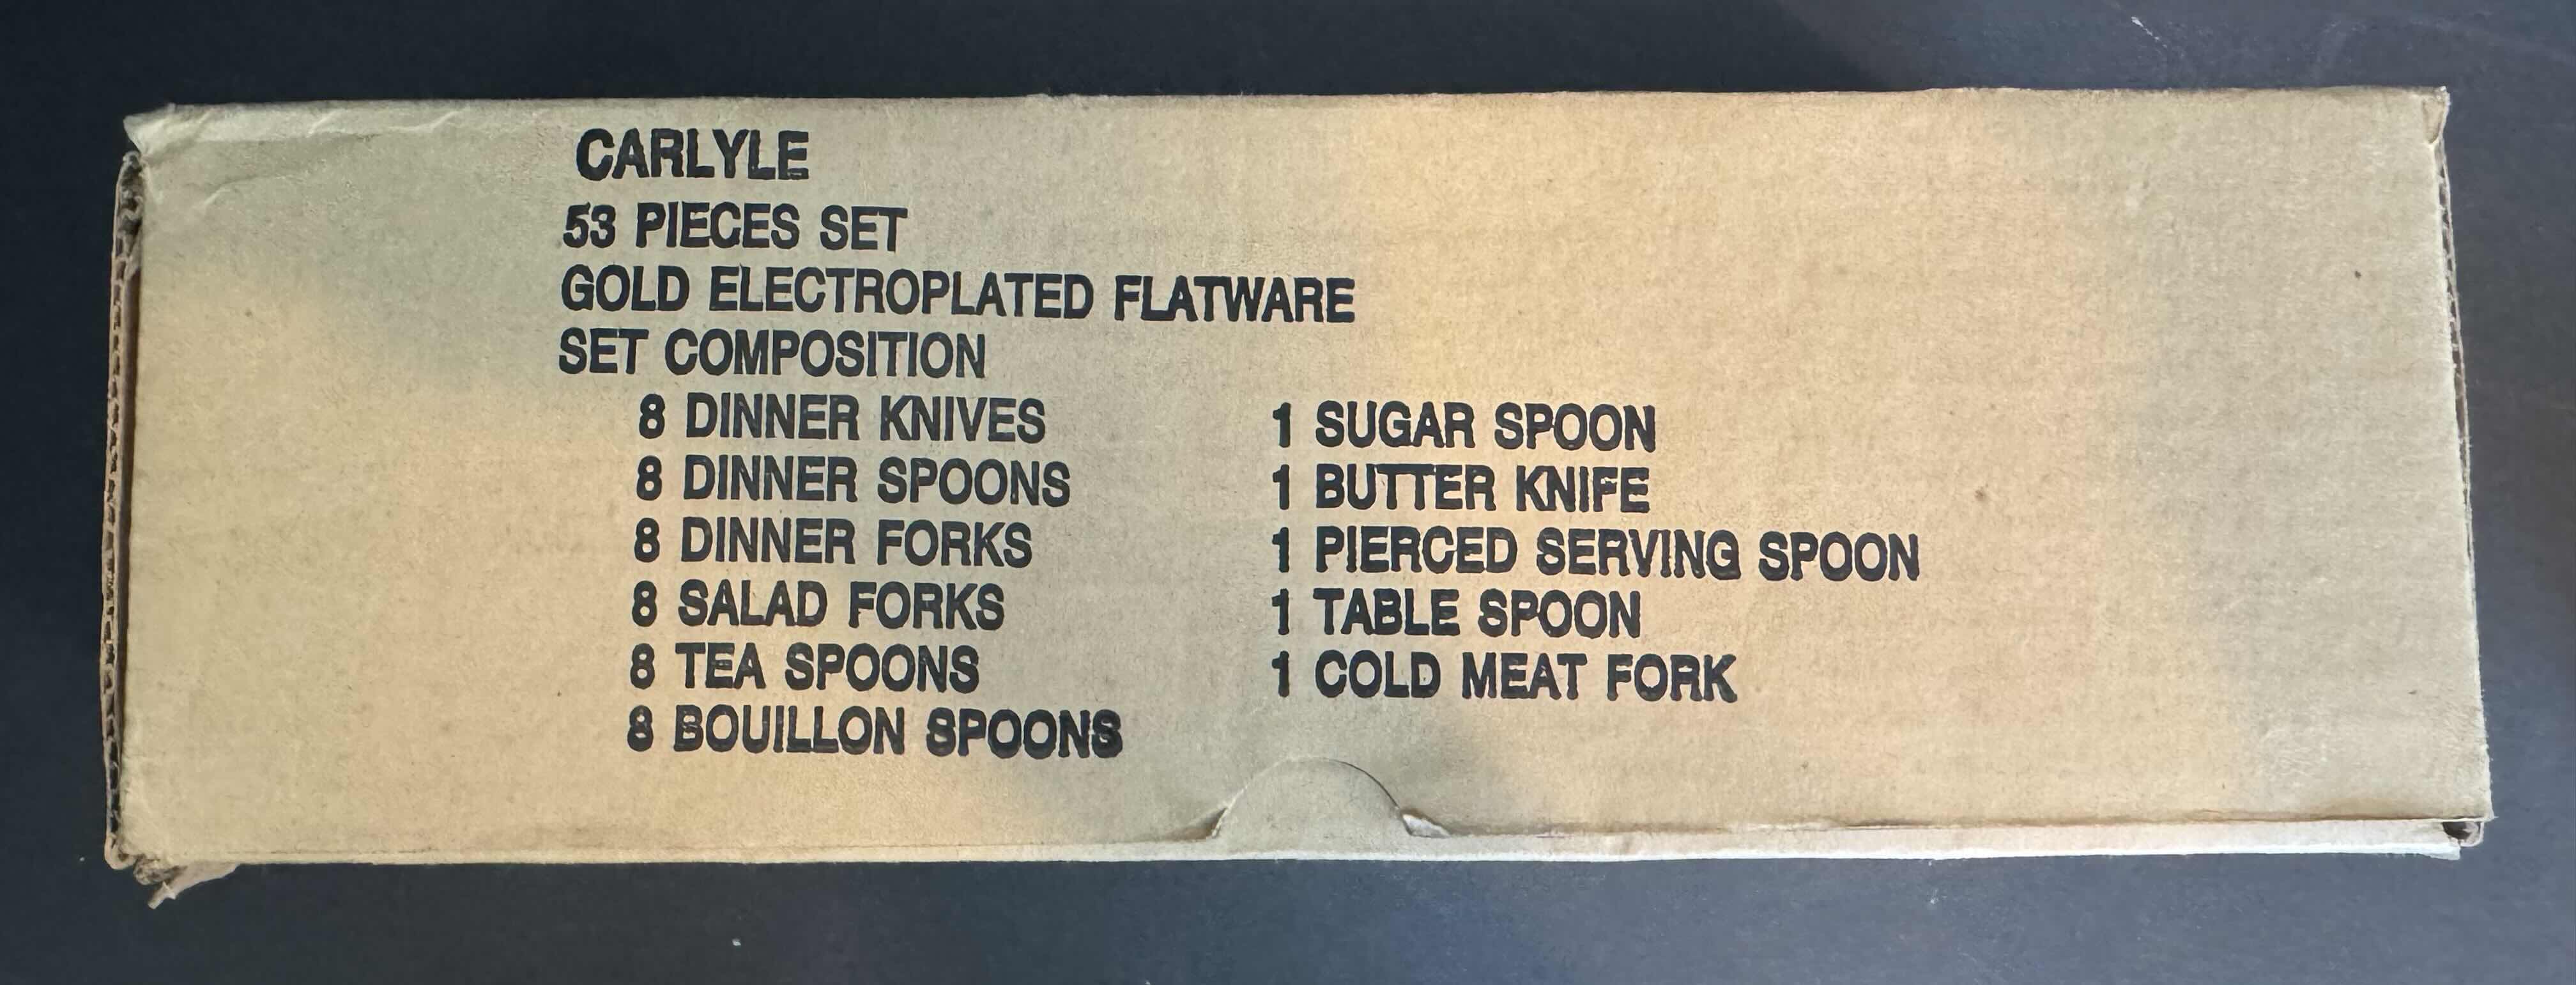 CARLYLE
53 PIECES SET
GOLD ELECTROPLATED FLATWARE
SET COMPOSITION
8 DINNER KNIVES
8 DINNER SPOONS
8 DINNER FORKS
8 SALAD FORKS
8 TEA SPOONS
8 BOUILLON SPOONS
1 SUGAR SPOON
1 BUTTER KNIFE
1 PIERCED SERVING SPOON
1 TABLE SPOON
1 COLD MEAT FORK